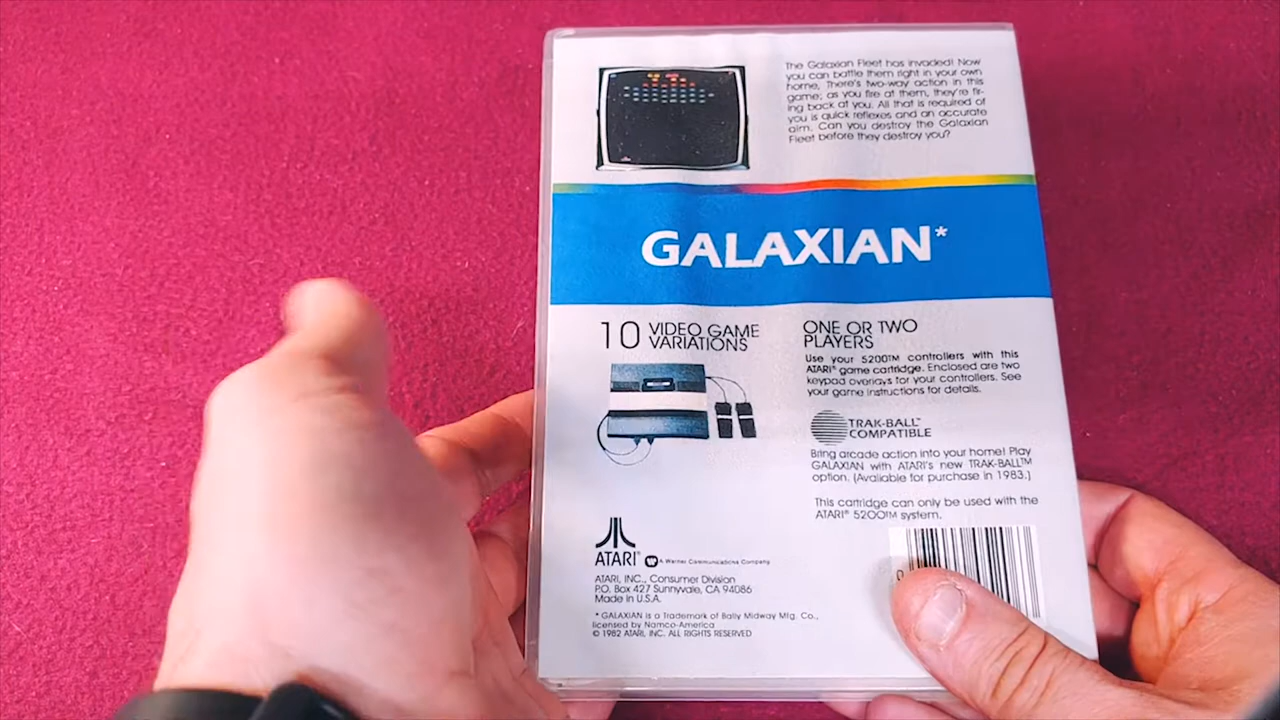 The Galaxian Fleet has invaded! Now
you can battle them right in your own
home. There's two-way action in this
game; as you fire at them, they're fir-
ing back at you. All that is required of
you is quick reflexes and an accurate
aim. Can you destroy the Galaxian
Fleet before they destroy you?
GALAXIAN*
10 VIDEO GAME
VARIATIONS
ONE OR TWO
PLAYERS
Use your 5200™ controllers with this
ATARI® game cartridge. Enclosed are two
keypad overlays for your controllers. See
your game instructions for details.
TRAK-BALL™
COMPATIBLE
Bring arcade action into your home! Play
GALAXIAN with ATARI's new TRAK-BALL™
option. (Available for purchase in 1983.)
This cartridge can only be used with the
ATARI® 5200™ system.
ATARI® A Warner Communications Company
ATARI, INC., Consumer Division
P.O. Box 427 Sunnyvale, CA 94086
Made in U.S.A.
* GALAXIAN is a Trademark of Bally Midway Mfg. Co.,
licensed by Namco-America
© 1982 ATARI, INC. ALL RIGHTS RESERVED
0